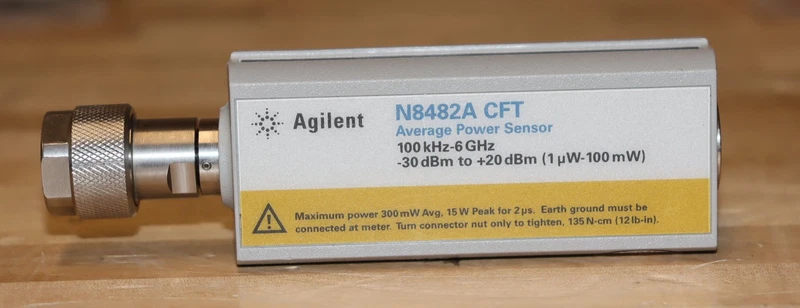 Agilent
N8482A CFT
Average Power Sensor
100 kHz-6 GHz
-30 dBm to +20 dBm (1 µW-100 mW)
Maximum power 300 mW Avg, 15 W Peak for 2 µs. Earth ground must be
connected at meter. Turn connector nut only to tighten, 135 N-cm (12 lb-in).